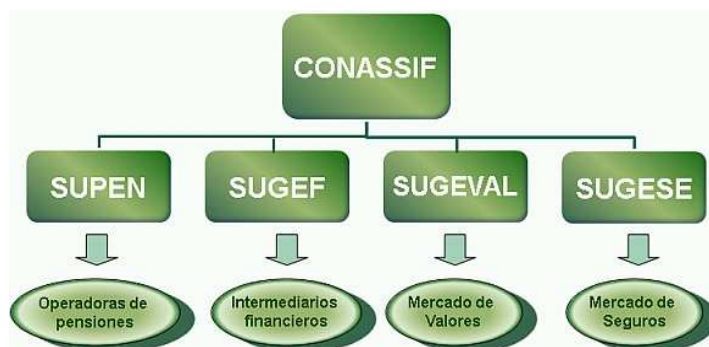 CONASSIF
SUPEN
SUGEF
SUGEVAL
SUGESE
Operadoras de
pensiones
Intermediarios
financieros
Mercado de
Valores
Mercado de
Seguros